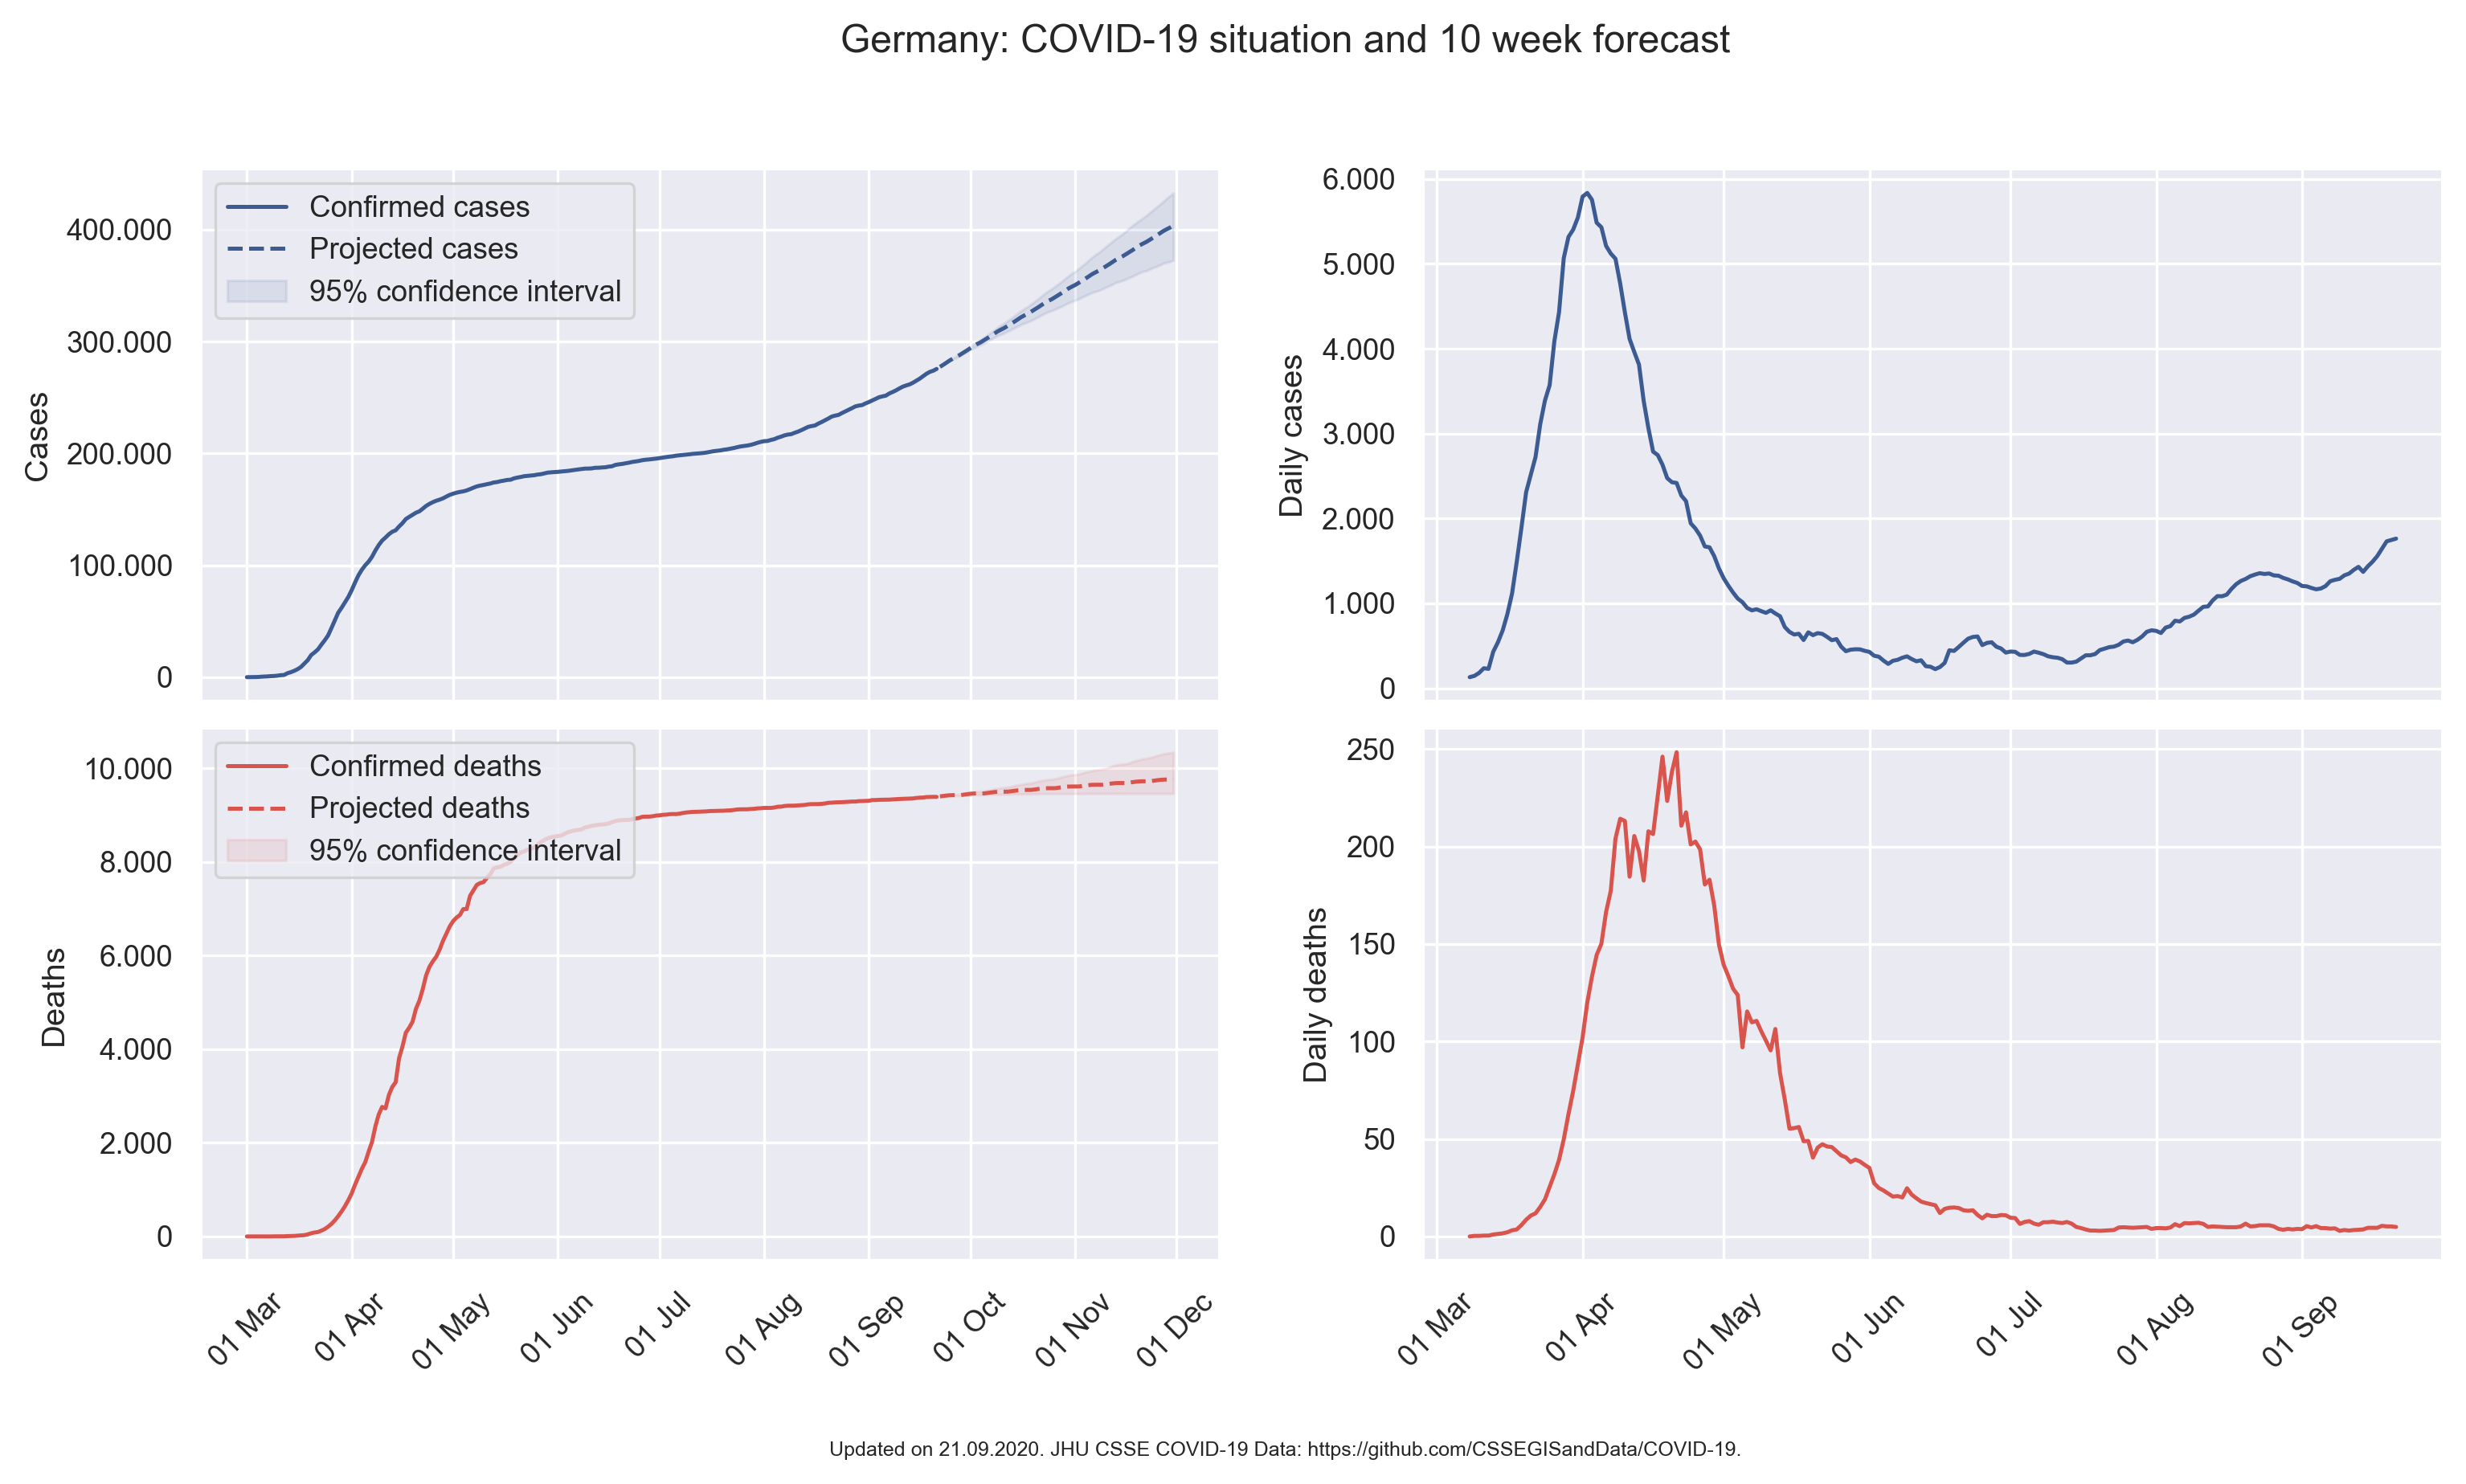 Germany: COVID-19 situation and 10 week forecast
Confirmed cases
Projected cases
95% confidence interval
400.000
300.000
200.000
100.000
0
Cases
6.000
5.000
4.000
3.000
2.000
1.000
0
Daily cases
Confirmed deaths
Projected deaths
95% confidence interval
10.000
8.000
6.000
4.000
2.000
0
Deaths
01 Mar
01 Apr
01 May
01 Jun
01 Jul
01 Aug
01 Sep
01 Oct
01 Nov
01 Dec
250
200
150
100
50
0
Daily deaths
01 Mar
01 Apr
01 May
01 Jun
01 Jul
01 Aug
01 Sep
Updated on 21.09.2020. JHU CSSE COVID-19 Data: https://github.com/CSSEGISandData/COVID-19.